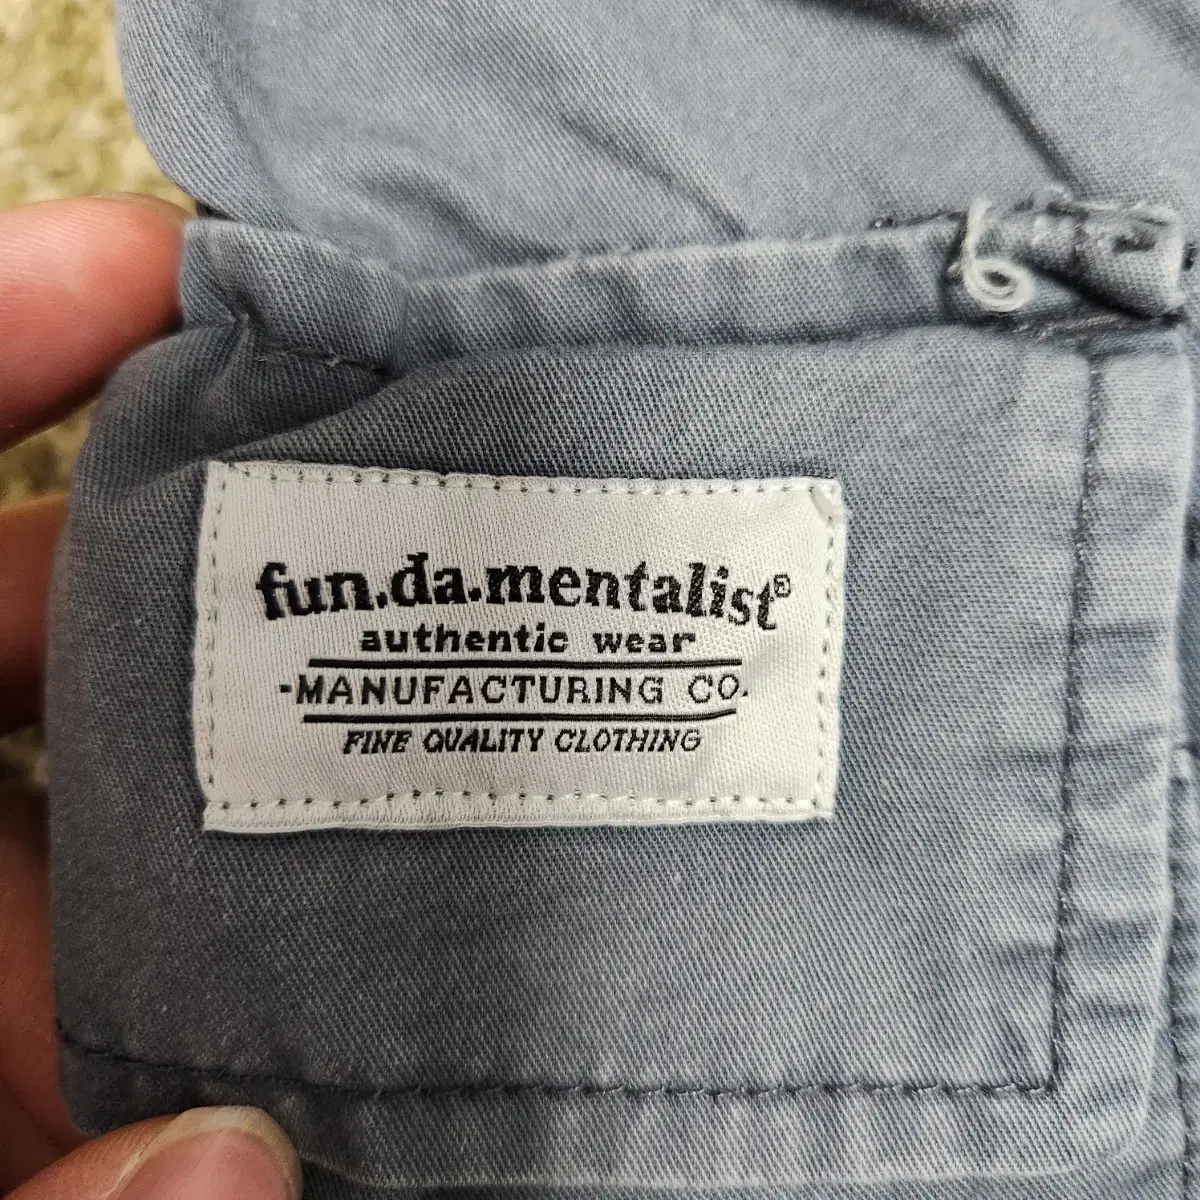 fun.da.mentalist®
authentic wear
-MANUFACTURING CO.
FINE QUALITY CLOTHING